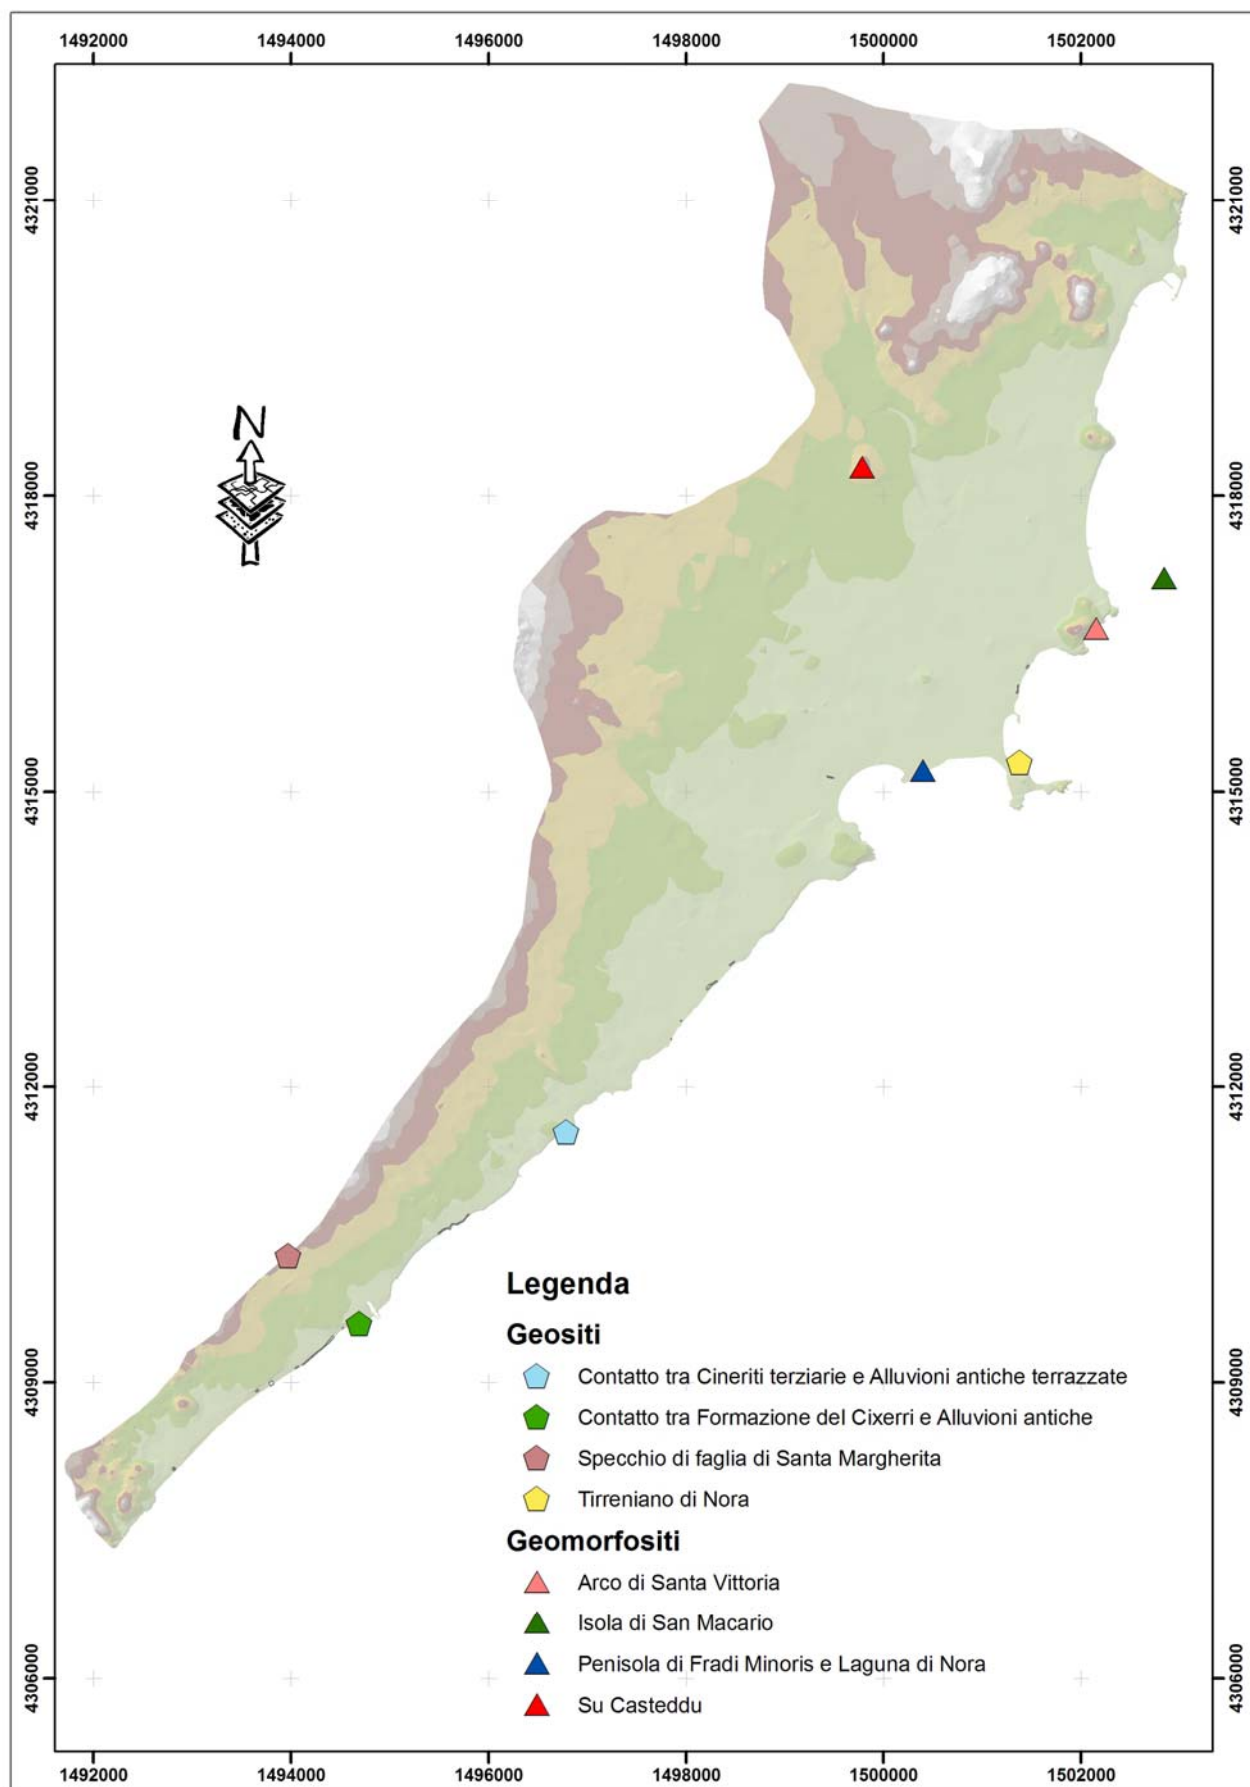 1492000 1494000 1496000 1498000 1500000 1502000
4321000 4321000
N
4318000 4318000
4315000 4315000
4312000 4312000
4309000 4309000
4306000 4306000
Legenda
Geositi
Contatto tra Cineriti terziarie e Alluvioni antiche terrazzate
Contatto tra Formazione del Cixerri e Alluvioni antiche
Specchio di faglia di Santa Margherita
Tirreniano di Nora
Geomorfositi
Arco di Santa Vittoria
Isola di San Macario
Penisola di Fradi Minoris e Laguna di Nora
Su Casteddu
1492000 1494000 1496000 1498000 1500000 1502000